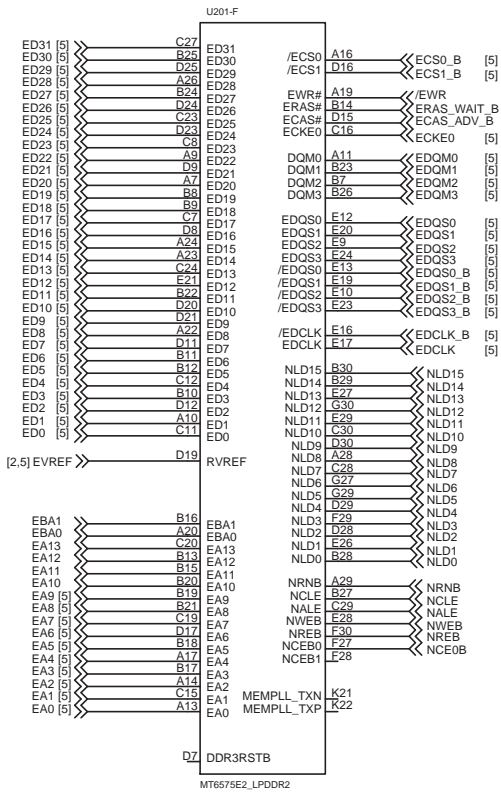 U201-F
ED31 [5] C27 ED31
ED30 [5] B25 ED30
ED29 [5] D25 ED29
ED28 [5] A26 ED28
ED27 [5] B24 ED27
ED26 [5] D24 ED26
ED25 [5] C23 ED25
ED24 [5] D23 ED24
ED23 [5] C8 ED23
ED22 [5] A9 ED22
ED21 [5] D9 ED21
ED20 [5] A7 ED20
ED19 [5] B8 ED19
ED18 [5] B9 ED18
ED17 [5] C7 ED17
ED16 [5] D8 ED16
ED15 [5] A24 ED15
ED14 [5] A23 ED14
ED13 [5] C24 ED13
ED12 [5] E21 ED12
ED11 [5] B22 ED11
ED10 [5] D20 ED10
ED9 [5] D21 ED9
ED8 [5] A22 ED8
ED7 [5] D11 ED7
ED6 [5] B11 ED6
ED5 [5] B12 ED5
ED4 [5] C12 ED4
ED3 [5] B10 ED3
ED2 [5] D12 ED2
ED1 [5] A10 ED1
ED0 [5] C11 ED0
[2,5] EVREF D19 RVREF
EBA1 B16 EBA1
EBA0 A20 EBA0
EA13 C20 EA13
EA12 B13 EA12
EA11 B15 EA11
EA10 B20 EA10
EA9 [5] B19 EA9
EA8 [5] B21 EA8
EA7 [5] C19 EA7
EA6 [5] D17 EA6
EA5 [5] B18 EA5
EA4 [5] A17 EA4
EA3 [5] B17 EA3
EA2 [5] A14 EA2
EA1 [5] C15 EA1
EA0 [5] A13 EA0
D7 DDR3RSTB
/ECS0 A16 ECS0_B [5]
/ECS1 D16 ECS1_B [5]
EWR# A19 /EWR
ERAS# B14 ERAS_WAIT_B
ECAS# D15 ECAS_ADV_B
ECKE0 C16 ECKE0 [5]
DQM0 A11 EDQM0 [5]
DQM1 B23 EDQM1 [5]
DQM2 B7 EDQM2 [5]
DQM3 B26 EDQM3 [5]
EDQS0 E12 EDQS0 [5]
EDQS1 E20 EDQS1 [5]
EDQS2 E9 EDQS2 [5]
EDQS3 E24 EDQS3 [5]
/EDQS0 E13 EDQS0_B [5]
/EDQS1 E19 EDQS1_B [5]
/EDQS2 E10 EDQS2_B [5]
/EDQS3 E23 EDQS3_B [5]
/EDCLK E16 EDCLK_B [5]
EDCLK E17 EDCLK [5]
NLD15 B30 NLD15
NLD14 B29 NLD14
NLD13 E27 NLD13
NLD12 G30 NLD12
NLD11 E29 NLD11
NLD10 C30 NLD10
NLD9 D30 NLD9
NLD8 A28 NLD8
NLD7 C28 NLD7
NLD6 G27 NLD6
NLD5 G29 NLD5
NLD4 D29 NLD4
NLD3 F29 NLD3
NLD2 D28 NLD2
NLD1 E26 NLD1
NLD0 B28 NLD0
NRNB A29 NRNB
NCLE B27 NCLE
NALE C29 NALE
NWEB E28 NWEB
NREB F30 NREB
NCEB0 F27 NCE0B
NCEB1 F28
MEMPLL_TXN K21
MEMPLL_TXP K22
MT6575E2_LPDDR2